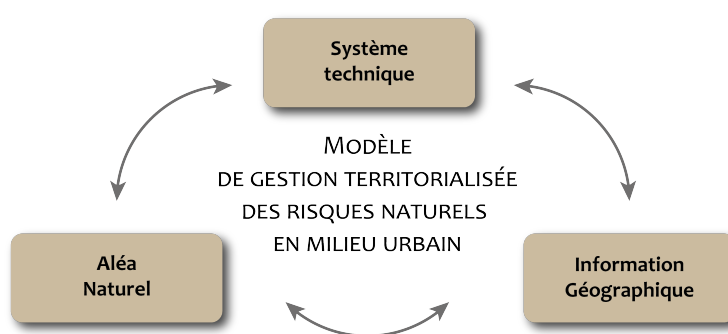 Système
technique
MODÈLE
DE GESTION TERRITORIALISÉE
DES RISQUES NATURELS
EN MILIEU URBAIN
Aléa
Naturel
Information
Géographique